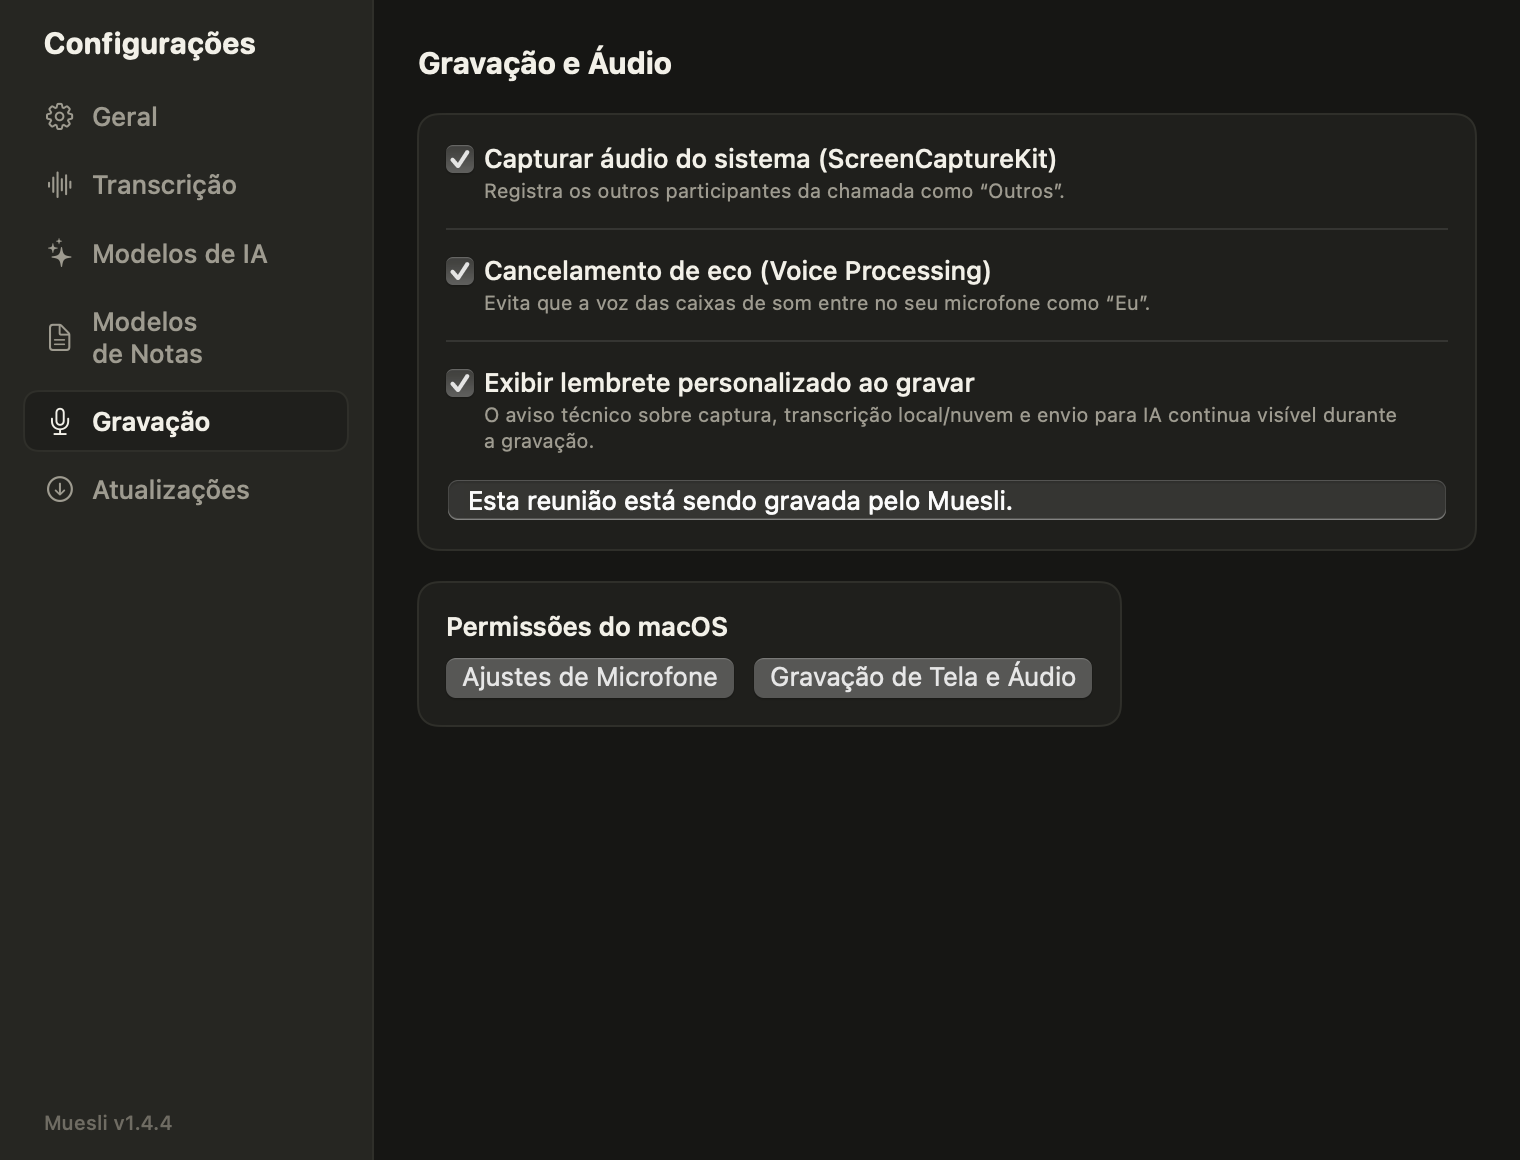 Configurações
Geral
Transcrição
Modelos de IA
Modelos
de Notas
Gravação
Atualizações
Muesli v1.4.4
Gravação e Áudio
Capturar áudio do sistema (ScreenCaptureKit)
Registra os outros participantes da chamada como “Outros”.
Cancelamento de eco (Voice Processing)
Evita que a voz das caixas de som entre no seu microfone como “Eu”.
Exibir lembrete personalizado ao gravar
O aviso técnico sobre captura, transcrição local/nuvem e envio para IA continua visível durante
a gravação.
Esta reunião está sendo gravada pelo Muesli.
Permissões do macOS
Ajustes de Microfone
Gravação de Tela e Áudio